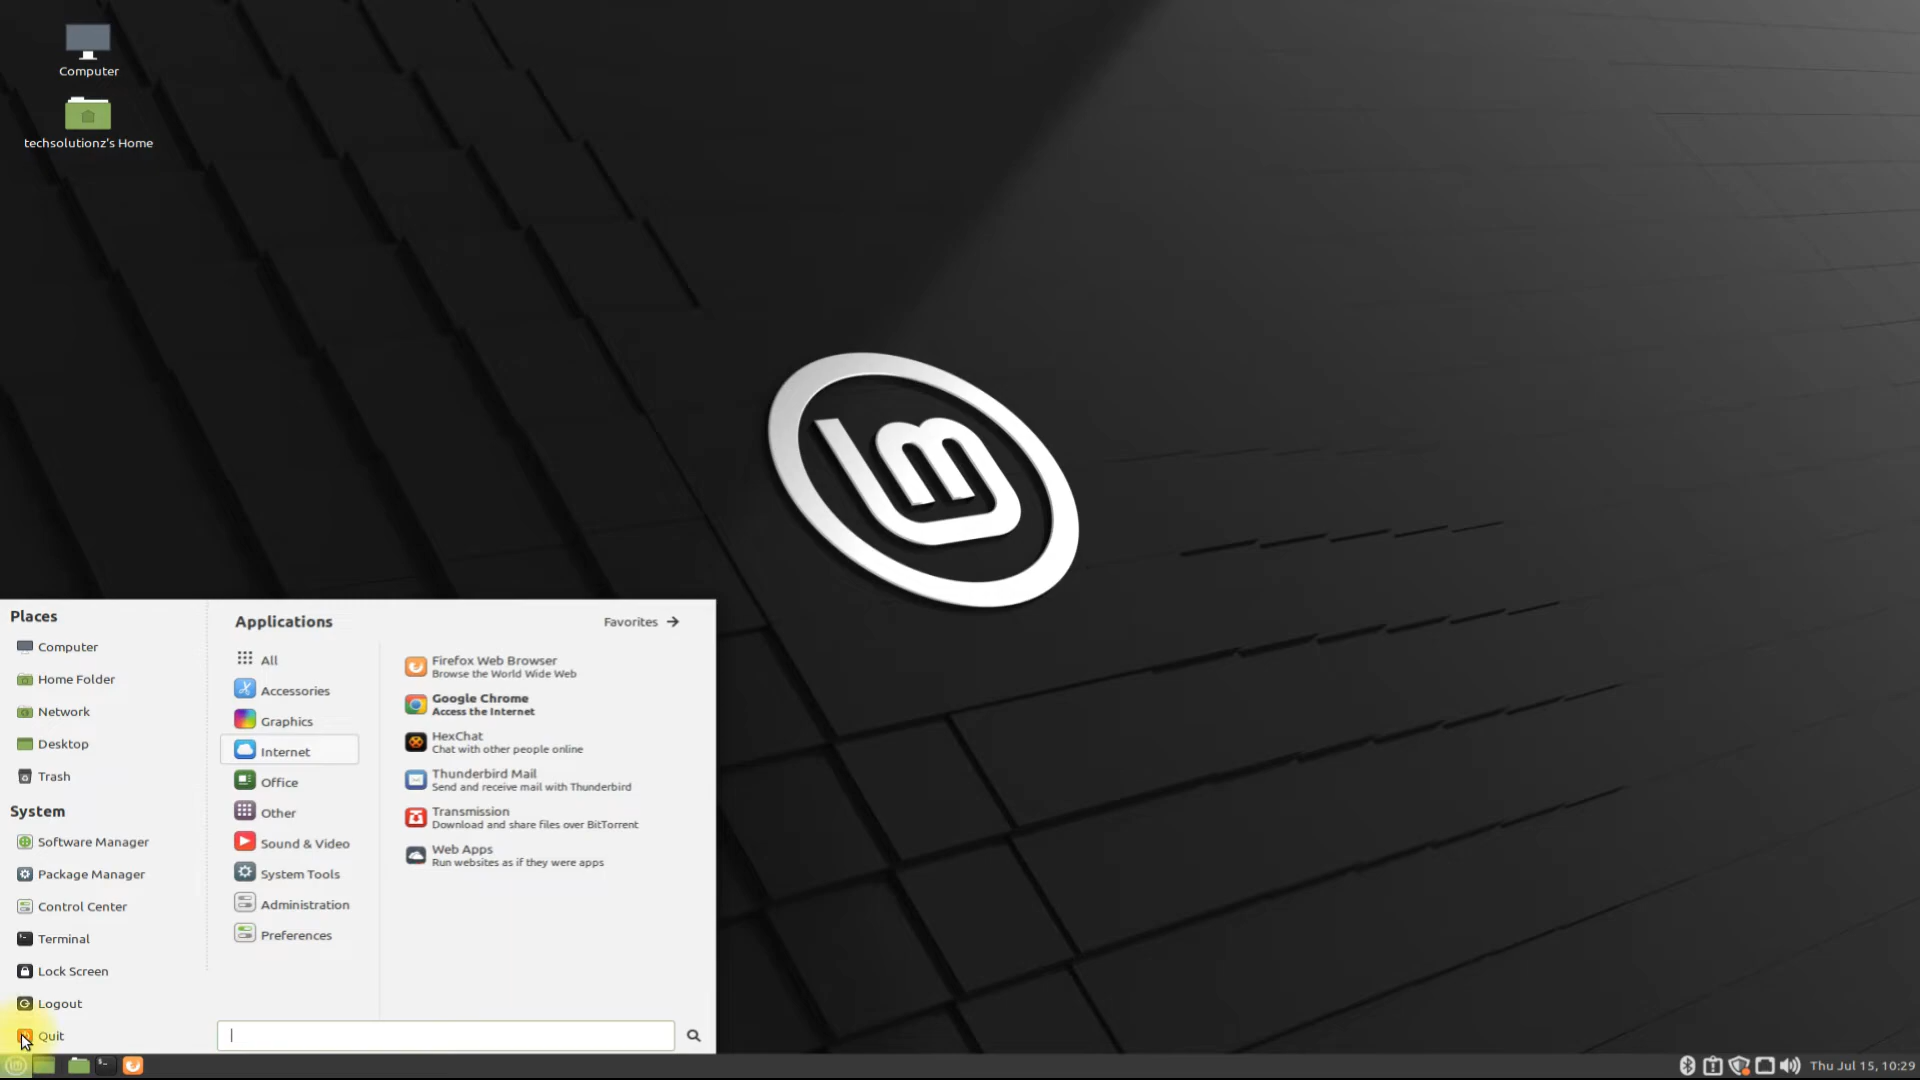 Computer
techsolutionz's Home
Places
Computer
Home Folder
Network
Desktop
Trash
System
Software Manager
Package Manager
Control Center
Terminal
Lock Screen
Logout
Quit
Applications
Favorites
All
Accessories
Graphics
Internet
Office
Other
Sound & Video
System Tools
Administration
Preferences
Firefox Web Browser
Browse the World Wide Web
Google Chrome
Access the Internet
HexChat
Chat with other people online
Thunderbird Mail
Send and receive mail with Thunderbird
Transmission
Download and share files over BitTorrent
Web Apps
Run websites as if they were apps
lm
Thu Jul 15, 10:29